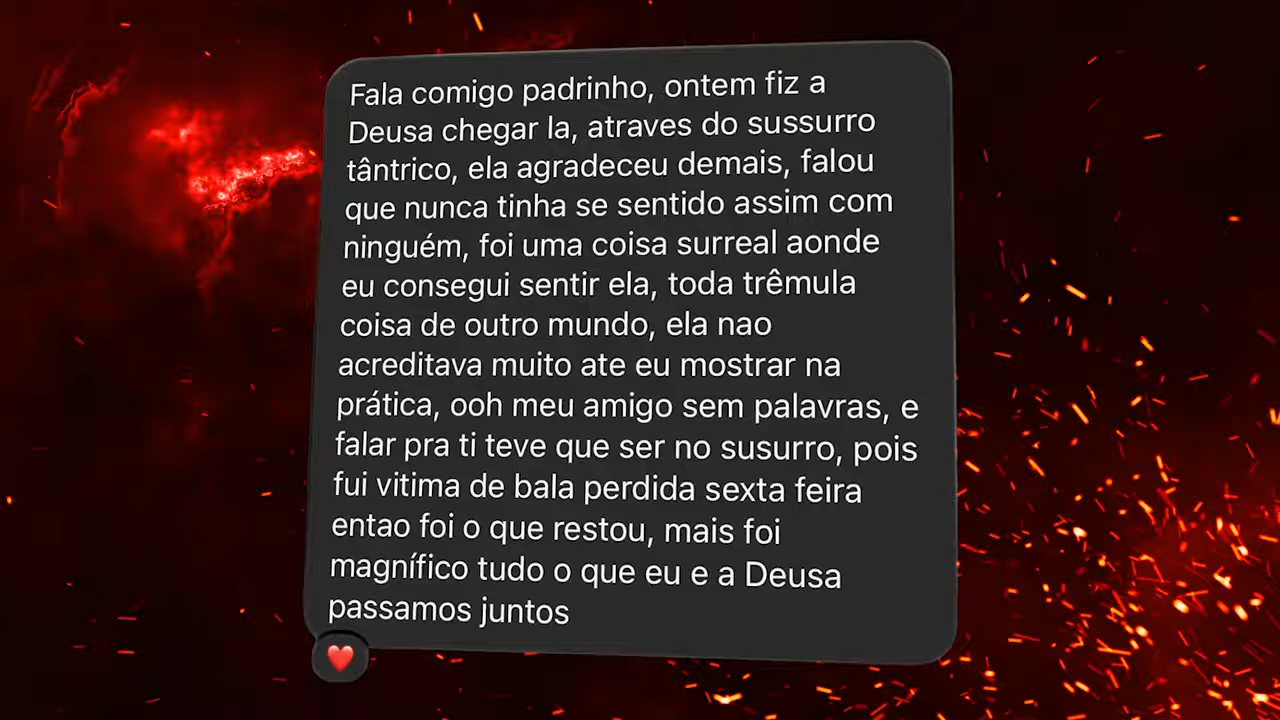 Fala comigo padrinho, ontem fiz a
Deusa chegar la, atraves do sussurro
tântrico, ela agradeceu demais, falou
que nunca tinha se sentido assim com
ninguém, foi uma coisa surreal aonde
eu consegui sentir ela, toda trêmula
coisa de outro mundo, ela nao
acreditava muito ate eu mostrar na
prática, ooh meu amigo sem palavras, e
falar pra ti teve que ser no susurro, pois
fui vitima de bala perdida sexta feira
entao foi o que restou, mais foi
magnífico tudo o que eu e a Deusa
passamos juntos